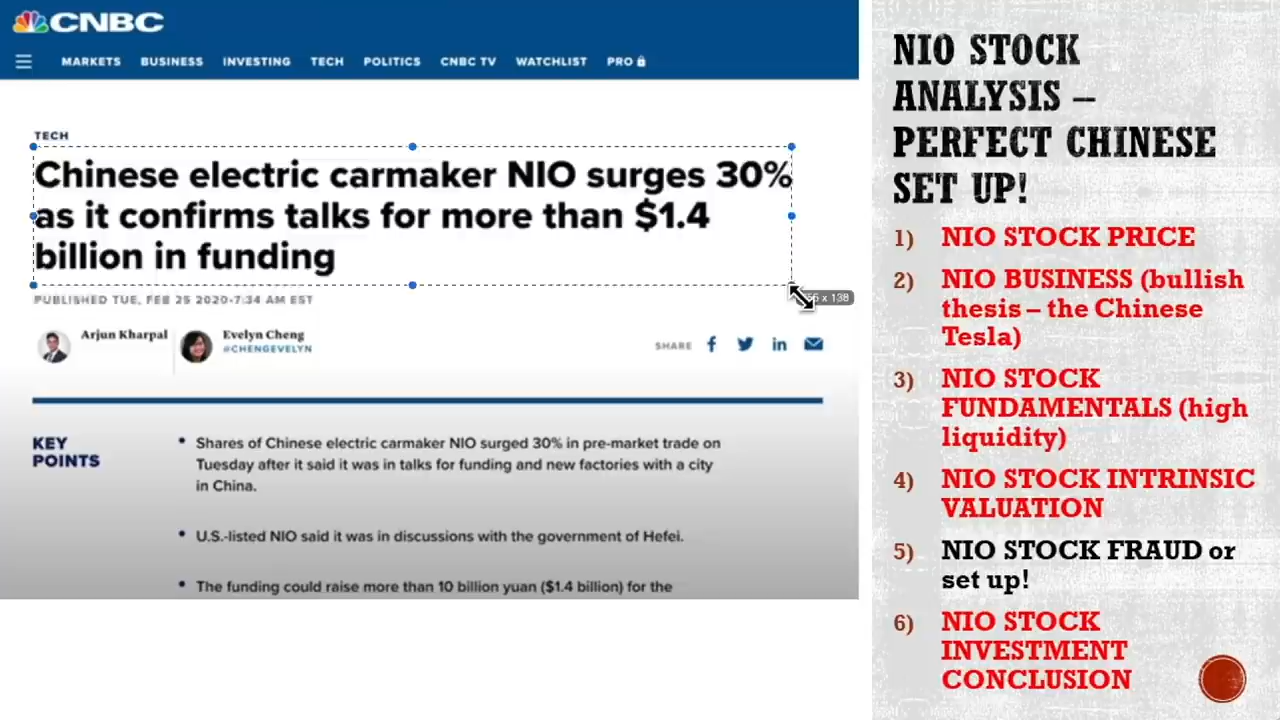 CNBC
MARKETS BUSINESS INVESTING TECH POLITICS CNBC TV WATCHLIST PRO
TECH
Chinese electric carmaker NIO surges 30%
as it confirms talks for more than $1.4
billion in funding
PUBLISHED TUE, FEB 25 2020•7:34 AM EST
x 138
Arjun Kharpal
Evelyn Cheng
@CHENGEVELYN
SHARE
KEY
POINTS
• Shares of Chinese electric carmaker NIO surged 30% in pre-market trade on
Tuesday after it said it was in talks for funding and new factories with a city
in China.
• U.S.-listed NIO said it was in discussions with the government of Hefei.
• The funding could raise more than 10 billion yuan ($1.4 billion) for the
NIO STOCK
ANALYSIS –
PERFECT CHINESE
SET UP!
1) NIO STOCK PRICE
2) NIO BUSINESS (bullish
thesis – the Chinese
Tesla)
3) NIO STOCK
FUNDAMENTALS (high
liquidity)
4) NIO STOCK INTRINSIC
VALUATION
5) NIO STOCK FRAUD or
set up!
6) NIO STOCK
INVESTMENT
CONCLUSION